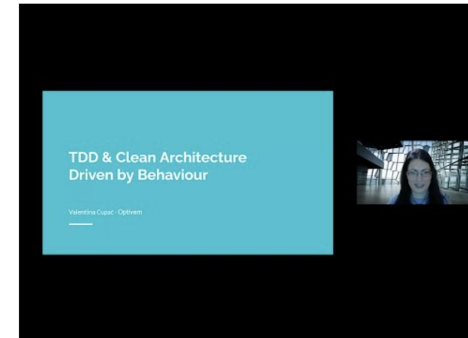 TDD & Clean Architecture
Driven by Behaviour
Valentina Cupać - Optivem